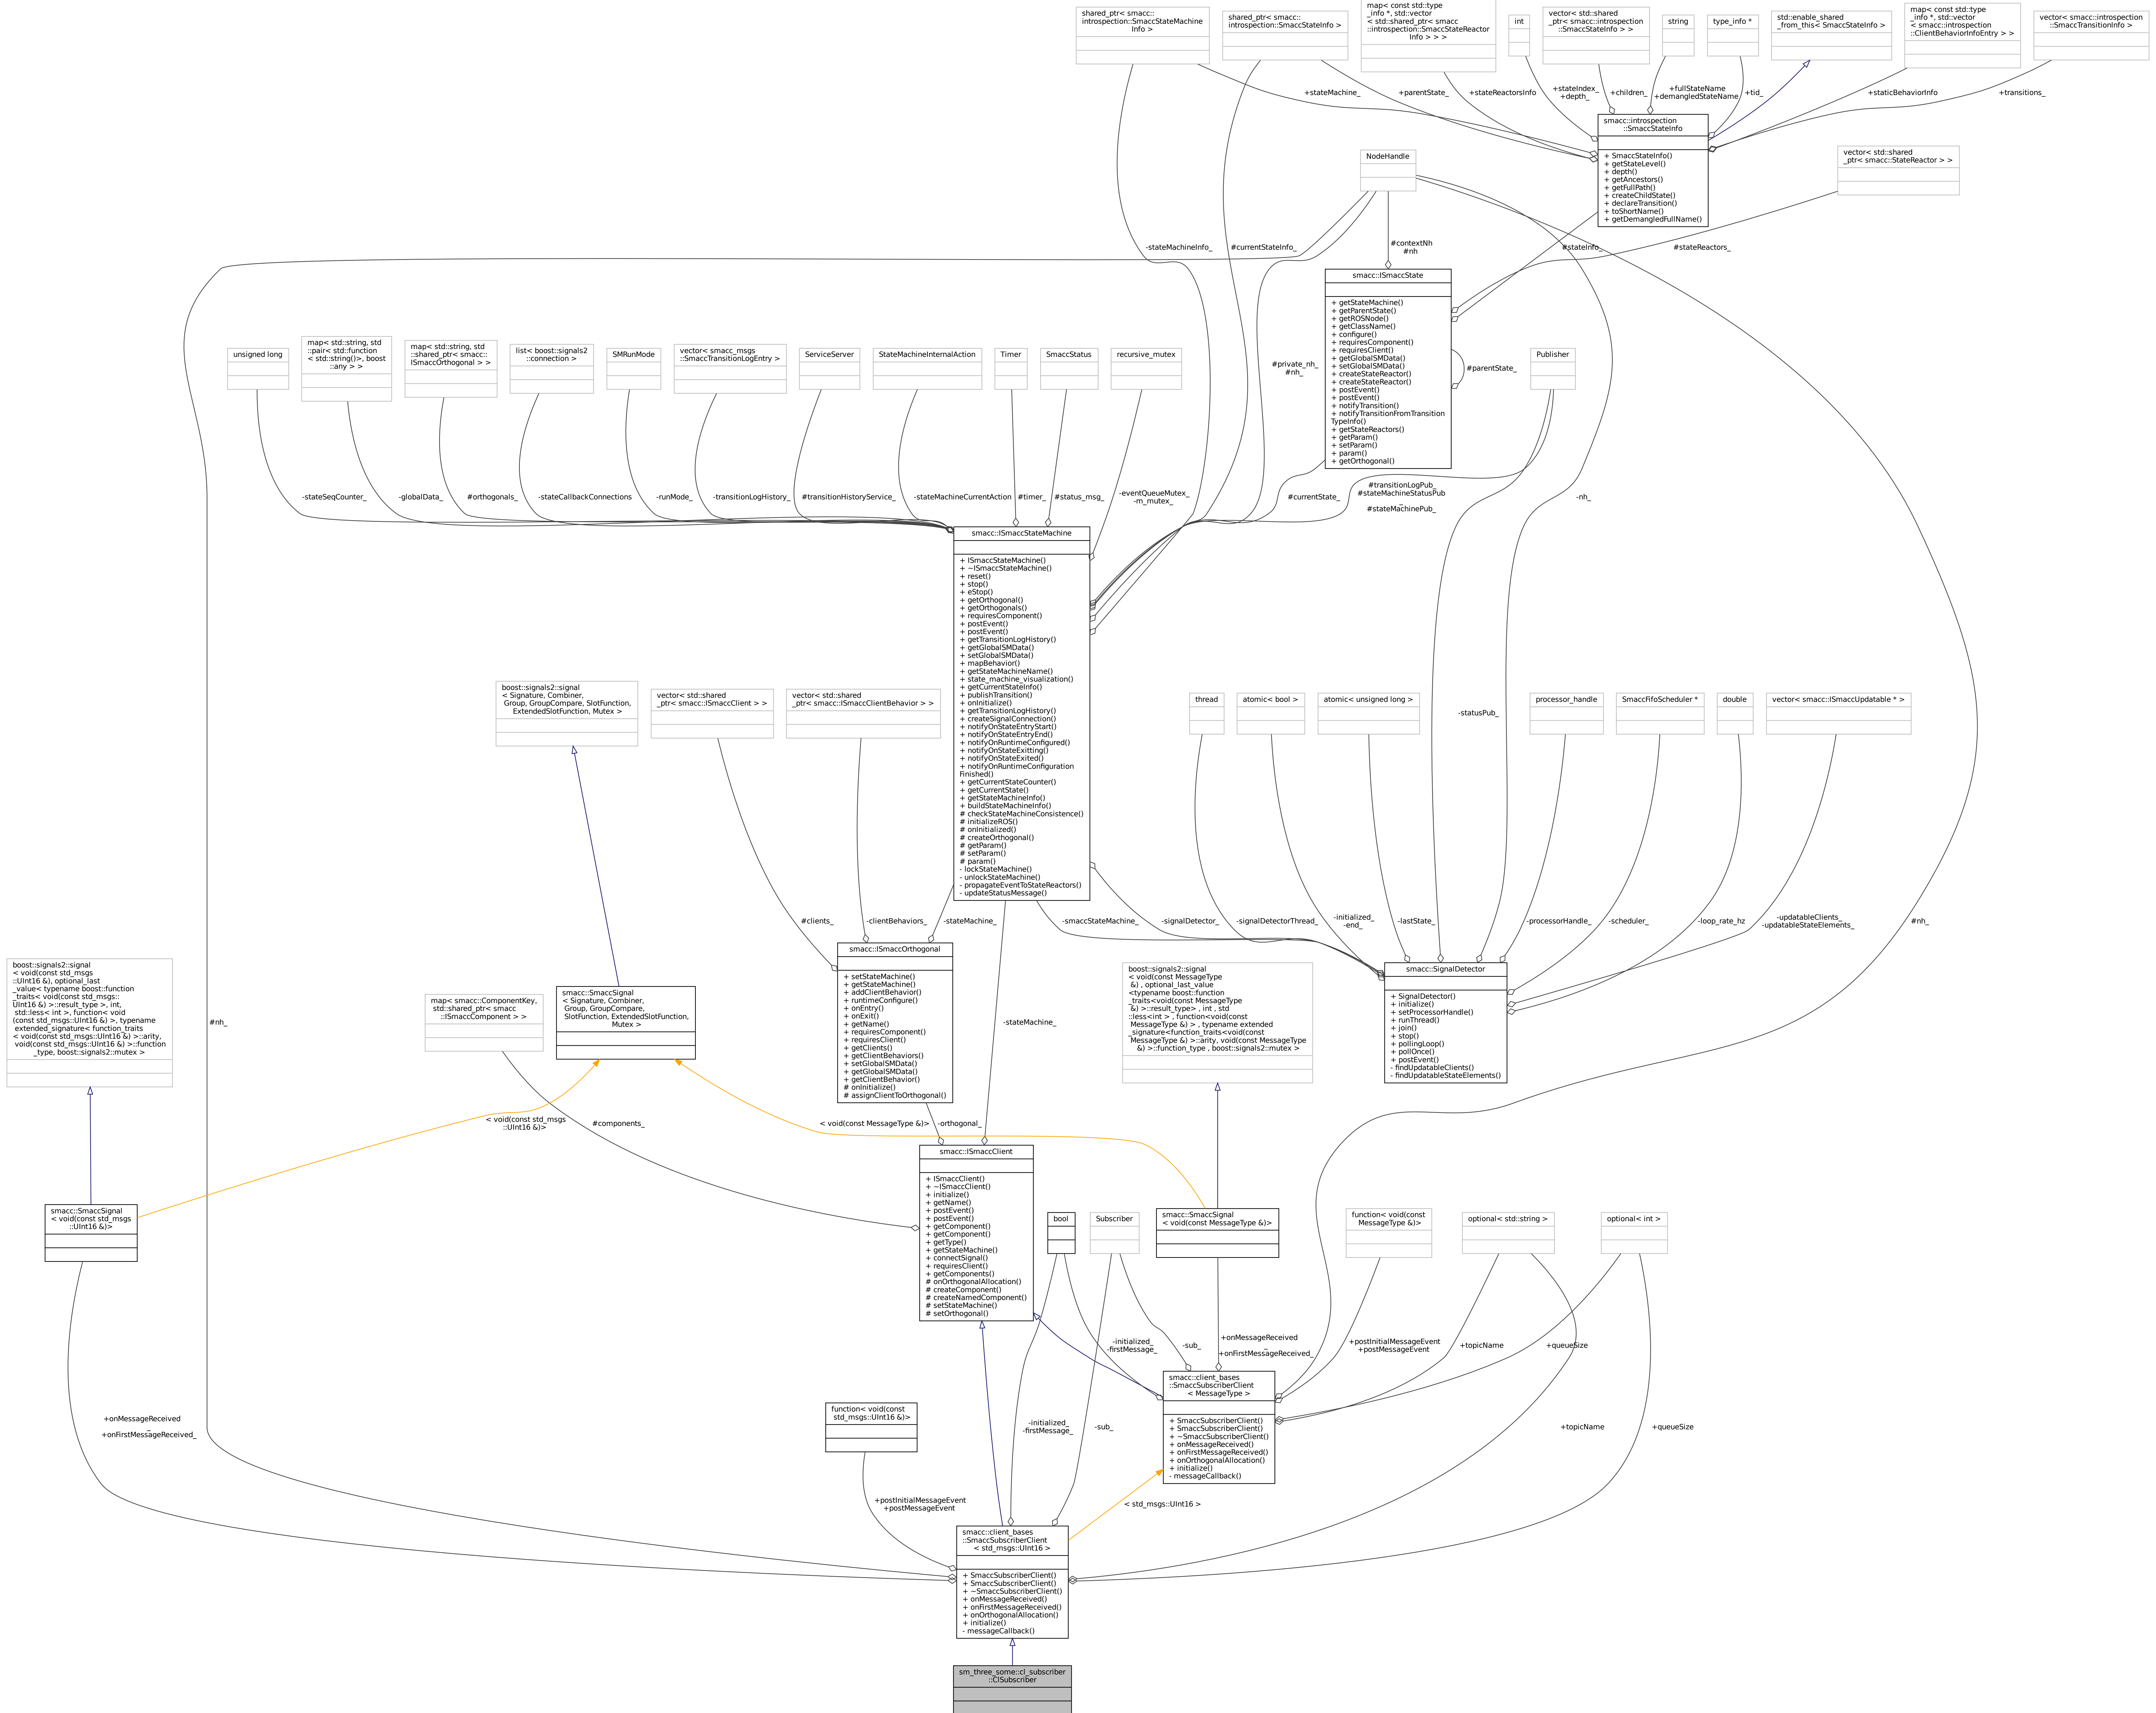 shared_ptr< smacc::
introspection::SmaccStateMachine
Info >
shared_ptr< smacc::
introspection::SmaccStateInfo >
map< const std::type
_info *, std::vector
< std::shared_ptr< smacc
::introspection::SmaccStateReactor
Info > > >
int
vector< std::shared
_ptr< smacc::introspection
::SmaccStateInfo > >
string
type_info *
std::enable_shared
_from_this< SmaccStateInfo >
map< const std::type
_info *, std::vector
< smacc::introspection
::ClientBehaviorInfoEntry > >
vector< smacc::introspection
::SmaccTransitionInfo >
+stateMachine_
+parentState_
+stateReactorsInfo
+stateIndex_
+depth_
+children_
+fullStateName
+demangledStateName
+tid_
+staticBehaviorInfo
+transitions_
smacc::introspection
::SmaccStateInfo
+ SmaccStateInfo()
+ getStateLevel()
+ depth()
+ getAncestors()
+ getFullPath()
+ createChildState()
+ declareTransition()
+ toShortName()
+ getDemangledFullName()
NodeHandle
vector< std::shared
_ptr< smacc::StateReactor > >
-stateMachineInfo_
#currentStateInfo_
#contextNh
#nh
#stateInfo_
#stateReactors_
smacc::ISmaccState
+ getStateMachine()
+ getParentState()
+ getROSNode()
+ getClassName()
+ configure()
+ requiresComponent()
+ requiresClient()
+ getGlobalSMData()
+ setGlobalSMData()
+ createStateReactor()
+ createStateReactor()
+ postEvent()
+ postEvent()
+ notifyTransition()
+ notifyTransitionFromTransition
TypeInfo()
+ getStateReactors()
+ getParam()
+ setParam()
+ param()
+ getOrthogonal()
#parentState_
#private_nh_
#nh_
unsigned long
map< std::string, std
::pair< std::function
< std::string()>, boost
::any > >
map< std::string, std
::shared_ptr< smacc::
ISmaccOrthogonal > >
list< boost::signals2
::connection >
SMRunMode
vector< smacc_msgs
::SmaccTransitionLogEntry >
ServiceServer
StateMachineInternalAction
Timer
SmaccStatus
recursive_mutex
Publisher
-stateSeqCounter_
-globalData_
#orthogonals_
-stateCallbackConnections
-runMode_
-transitionLogHistory_
#transitionHistoryService_
-stateMachineCurrentAction
#timer_
#status_msg_
-eventQueueMutex_
-m_mutex_
#currentState_
#transitionLogPub_
#stateMachineStatusPub
_
#stateMachinePub_
-nh_
smacc::ISmaccStateMachine
+ ISmaccStateMachine()
+ ~ISmaccStateMachine()
+ reset()
+ stop()
+ eStop()
+ getOrthogonal()
+ getOrthogonals()
+ requiresComponent()
+ postEvent()
+ postEvent()
+ getTransitionLogHistory()
+ getGlobalSMData()
+ setGlobalSMData()
+ mapBehavior()
+ getStateMachineName()
+ state_machine_visualization()
+ getCurrentStateInfo()
+ publishTransition()
+ onInitialize()
+ getTransitionLogHistory()
+ createSignalConnection()
+ notifyOnStateEntryStart()
+ notifyOnStateEntryEnd()
+ notifyOnRuntimeConfigured()
+ notifyOnStateExitting()
+ notifyOnStateExited()
+ notifyOnRuntimeConfiguration
Finished()
+ getCurrentStateCounter()
+ getCurrentState()
+ getStateMachineInfo()
+ buildStateMachineInfo()
# checkStateMachineConsistence()
# initializeROS()
# onInitialized()
# createOrthogonal()
# getParam()
# setParam()
# param()
- lockStateMachine()
- unlockStateMachine()
- propagateEventToStateReactors()
- updateStatusMessage()
boost::signals2::signal
< Signature, Combiner,
Group, GroupCompare, SlotFunction,
ExtendedSlotFunction, Mutex >
vector< std::shared
_ptr< smacc::ISmaccClient > >
vector< std::shared
_ptr< smacc::ISmaccClientBehavior > >
thread
atomic< bool >
atomic< unsigned long >
-statusPub_
processor_handle
SmaccFifoScheduler *
double
vector< smacc::ISmaccUpdatable * >
#clients_
-clientBehaviors_
-stateMachine_
-smaccStateMachine_
-signalDetector_
-signalDetectorThread_
-initialized_
-end_
-lastState_
-processorHandle_
-scheduler_
-loop_rate_hz
-updatableClients_
-updatableStateElements_
#nh_
smacc::ISmaccOrthogonal
+ setStateMachine()
+ getStateMachine()
+ addClientBehavior()
+ runtimeConfigure()
+ onEntry()
+ onExit()
+ getName()
+ requiresComponent()
+ requiresClient()
+ getClients()
+ getClientBehaviors()
+ setGlobalSMData()
+ getGlobalSMData()
+ getClientBehavior()
# onInitialize()
# assignClientToOrthogonal()
smacc::SignalDetector
+ SignalDetector()
+ initialize()
+ setProcessorHandle()
+ runThread()
+ join()
+ stop()
+ pollingLoop()
+ pollOnce()
+ postEvent()
- findUpdatableClients()
- findUpdatableStateElements()
boost::signals2::signal
< void(const std_msgs
::UInt16 &), optional_last
_value< typename boost::function
_traits< void(const std_msgs::
UInt16 &) >::result_type >, int,
std::less< int >, function< void
(const std_msgs::UInt16 &) >, typename
extended_signature< function_traits
< void(const std_msgs::UInt16 &) >::arity,
void(const std_msgs::UInt16 &) >::function
_type, boost::signals2::mutex >
map< smacc::ComponentKey,
std::shared_ptr< smacc
::ISmaccComponent > >
smacc::SmaccSignal
< Signature, Combiner,
Group, GroupCompare,
SlotFunction, ExtendedSlotFunction,
Mutex >
boost::signals2::signal
< void(const MessageType
&) , optional_last_value
<typename boost::function
_traits<void(const MessageType
&) >::result_type> , int , std
::less<int > , function<void(const
MessageType &) > , typename extended
_signature<function_traits<void(const
MessageType &) >::arity, void(const MessageType
&) >::function_type , boost::signals2::mutex >
#nh_
-stateMachine_
< void(const std_msgs
::UInt16 &)>
#components_
< void(const MessageType &)>
-orthogonal_
smacc::ISmaccClient
+ ISmaccClient()
+ ~ISmaccClient()
+ initialize()
+ getName()
+ postEvent()
+ postEvent()
+ getComponent()
+ getComponent()
+ getType()
+ getStateMachine()
+ connectSignal()
+ requiresClient()
+ getComponents()
# onOrthogonalAllocation()
# createComponent()
# createNamedComponent()
# setStateMachine()
# setOrthogonal()
smacc::SmaccSignal
< void(const std_msgs
::UInt16 &)>
bool
Subscriber
smacc::SmaccSignal
< void(const MessageType &)>
function< void(const
MessageType &)>
optional< std::string >
optional< int >
-initialized_
-firstMessage_
-sub_
+onMessageReceived
_
+onFirstMessageReceived_
+postInitialMessageEvent
+postMessageEvent
+topicName
+queueSize
smacc::client_bases
::SmaccSubscriberClient
< MessageType >
+ SmaccSubscriberClient()
+ SmaccSubscriberClient()
+ ~SmaccSubscriberClient()
+ onMessageReceived()
+ onFirstMessageReceived()
+ onOrthogonalAllocation()
+ initialize()
- messageCallback()
function< void(const
std_msgs::UInt16 &)>
+onMessageReceived
_
+onFirstMessageReceived_
-initialized_
-firstMessage_
-sub_
+topicName
+queueSize
+postInitialMessageEvent
+postMessageEvent
< std_msgs::UInt16 >
smacc::client_bases
::SmaccSubscriberClient
< std_msgs::UInt16 >
+ SmaccSubscriberClient()
+ SmaccSubscriberClient()
+ ~SmaccSubscriberClient()
+ onMessageReceived()
+ onFirstMessageReceived()
+ onOrthogonalAllocation()
+ initialize()
- messageCallback()
sm_three_some::cl_subscriber
::ClSubscriber